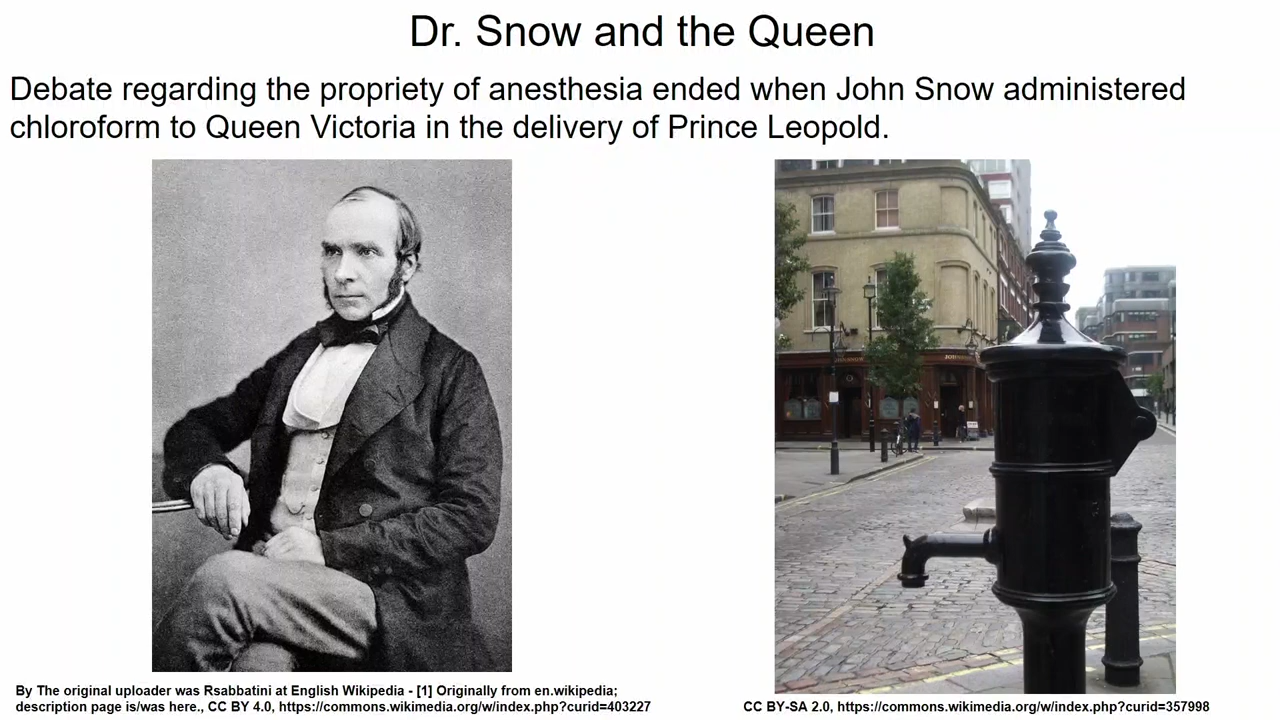 Dr. Snow and the Queen
Debate regarding the propriety of anesthesia ended when John Snow administered
chloroform to Queen Victoria in the delivery of Prince Leopold.
By The original uploader was Rsabbatini at English Wikipedia - [1] Originally from en.wikipedia;
description page is/was here., CC BY 4.0, https://commons.wikimedia.org/w/index.php?curid=403227
CC BY-SA 2.0, https://commons.wikimedia.org/w/index.php?curid=357998